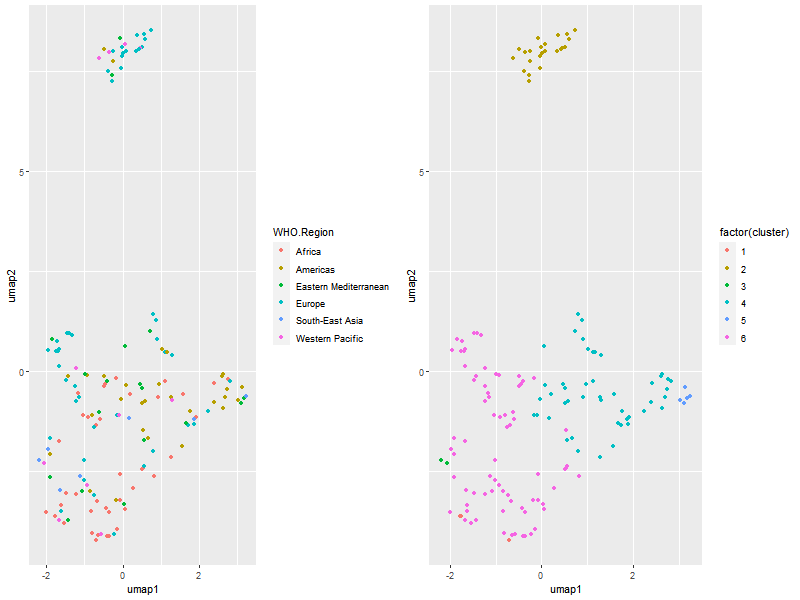 umap2
5
0
-2
0
2
umap1
WHO.Region
Africa
Americas
Eastern Mediterranean
Europe
South-East Asia
Western Pacific
umap2
5
0
-2
0
2
umap1
factor(cluster)
1
2
3
4
5
6